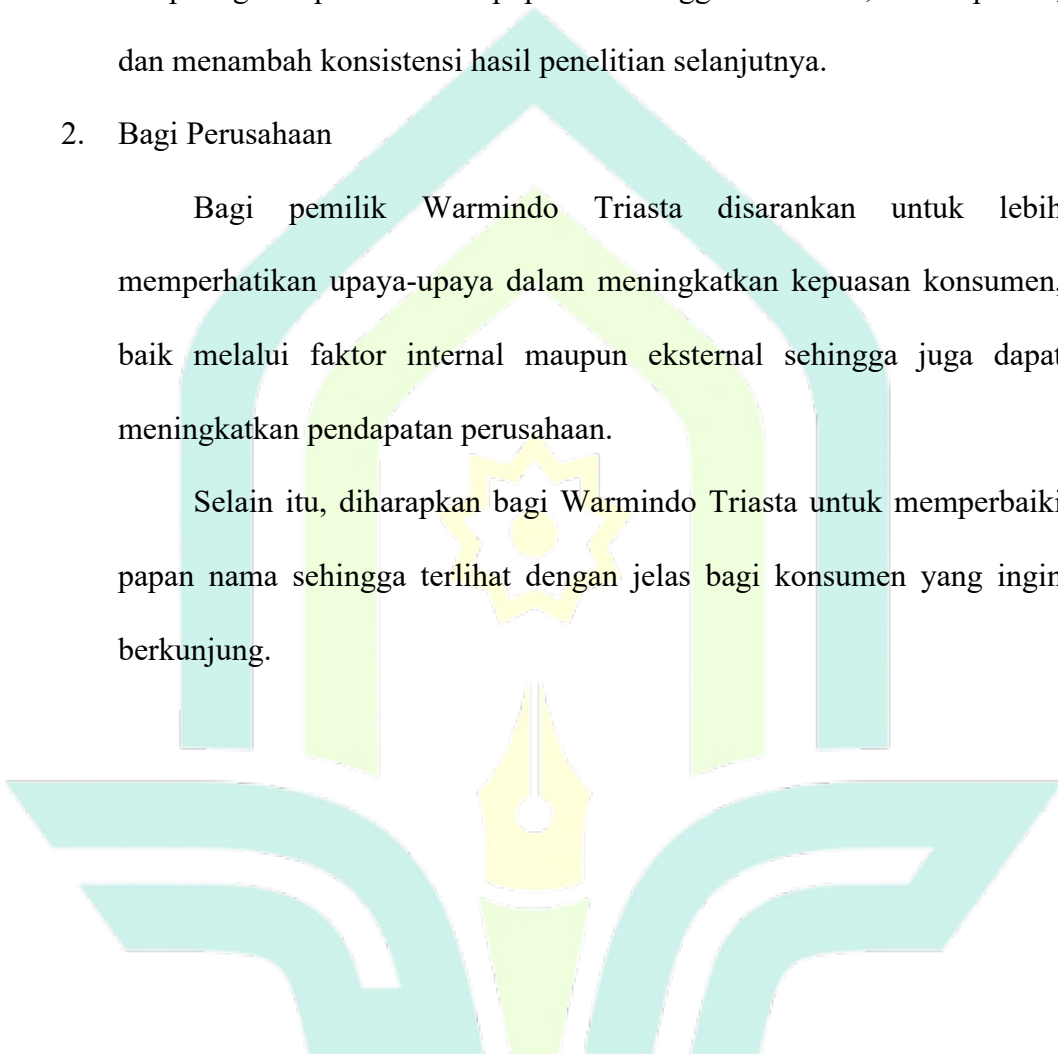 dan menambah konsistensi hasil penelitian selanjutnya.
2. Bagi Perusahaan
Bagi pemilik Warmindo Triasta disarankan untuk lebih
memperhatikan upaya-upaya dalam meningkatkan kepuasan konsumen,
baik melalui faktor internal maupun eksternal sehingga juga dapat
meningkatkan pendapatan perusahaan.
Selain itu, diharapkan bagi Warmindo Triasta untuk memperbaiki
papan nama sehingga terlihat dengan jelas bagi konsumen yang ingin
berkunjung.